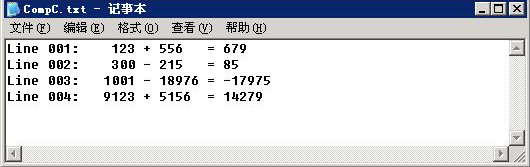 CompC.txt - 记事本
文件(F) 编辑(E) 格式(O) 查看(V) 帮助(H)
Line 001:    123 + 556   = 679
Line 002:    300 - 215   = 85
Line 003:   1001 - 18976 = -17975
Line 004:   9123 + 5156  = 14279